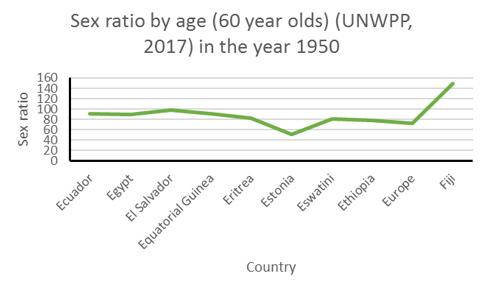 Sex ratio by age (60 year olds) (UNWPP,
2017) in the year 1950
160
140
120
100
80
60
40
20
0
Sex ratio
Ecuador
Egypt
El Salvador
Equatorial Guinea
Eritrea
Estonia
Eswatini
Ethiopia
Europe
Fiji
Country